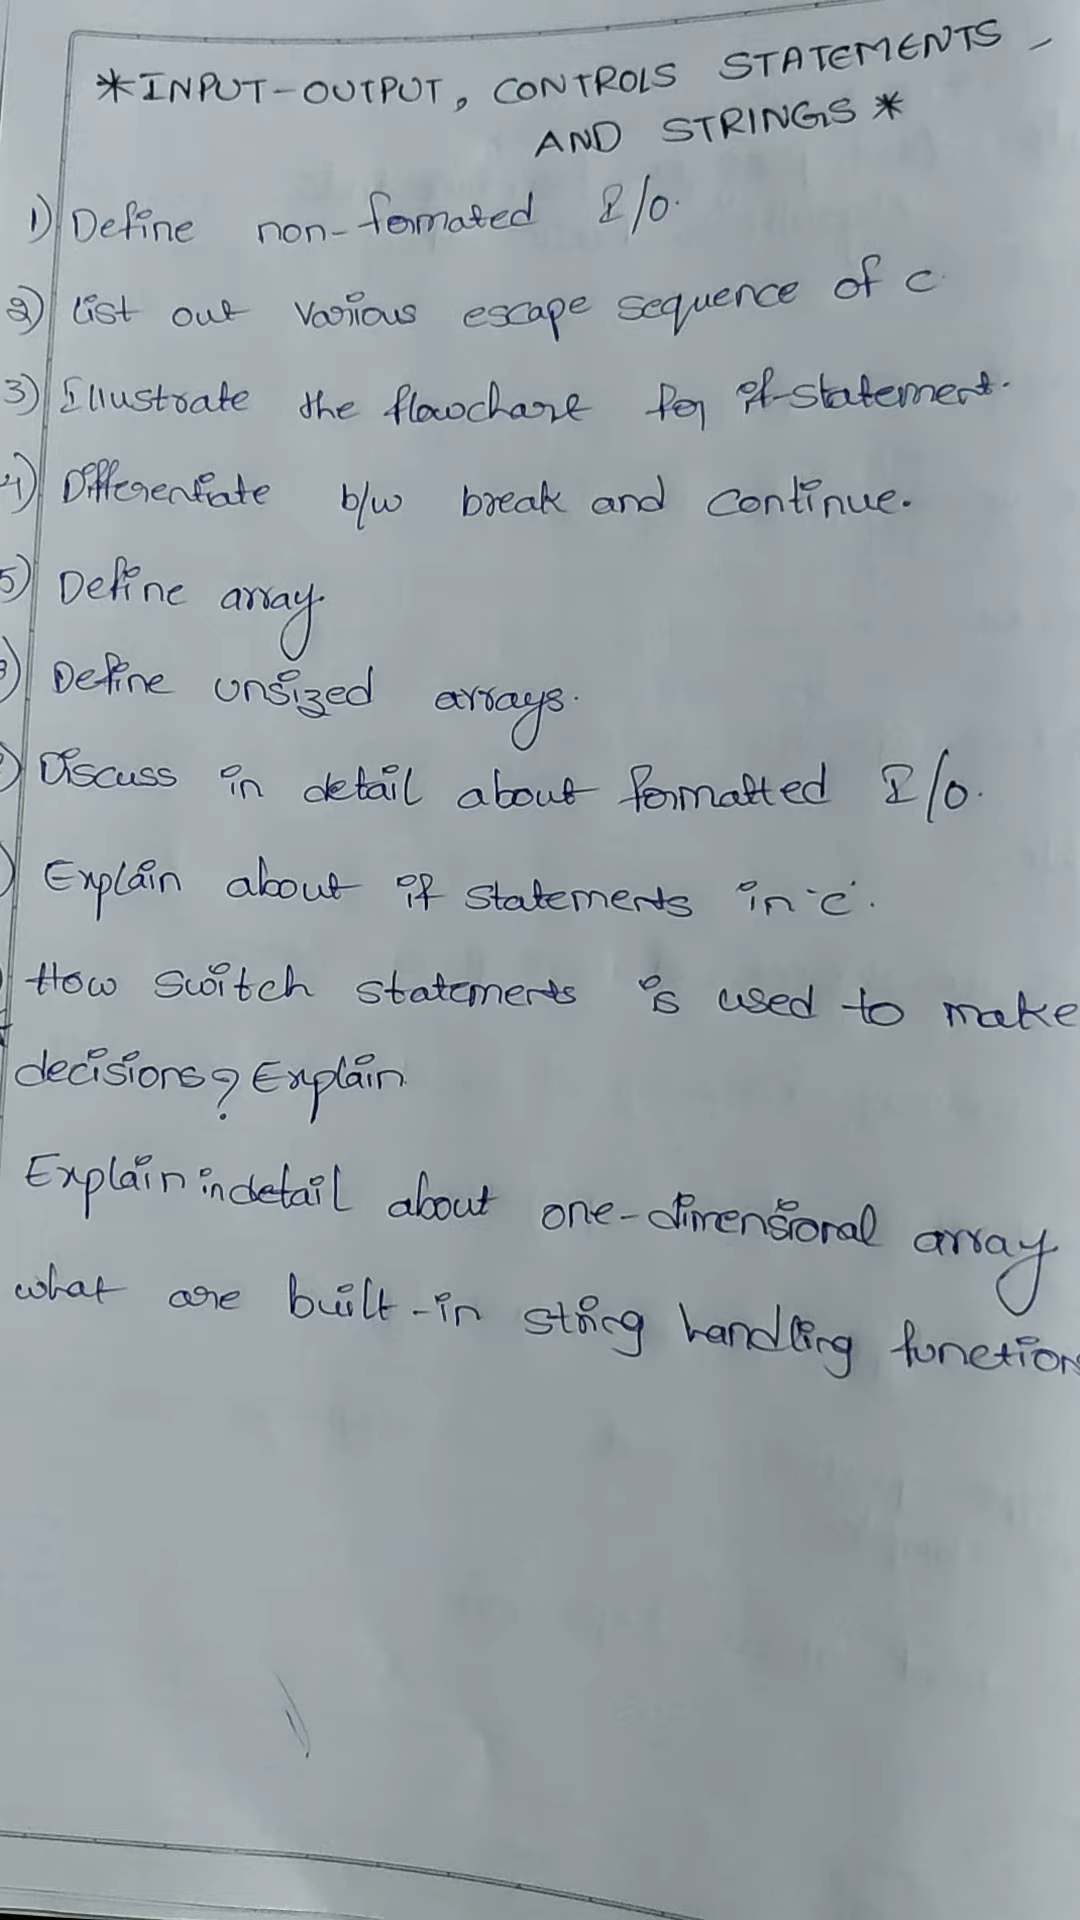 *INPUT-OUTPUT, CONTROLS STATEMENTS -
AND STRINGS *
1) Define non-formated I/O.
2) list out various escape sequence of c.
3) Illustrate the flowchart for if-statement.
4) Differentiate b/w break and continue.
5) Define array.
Define unsized arrays.
Discuss in detail about formatted I/O.
Explain about if statements in 'c'.
How switch statements is used to make
decisions? Explain.
Explain in detail about one-dimensional array
what are built-in string handling functions